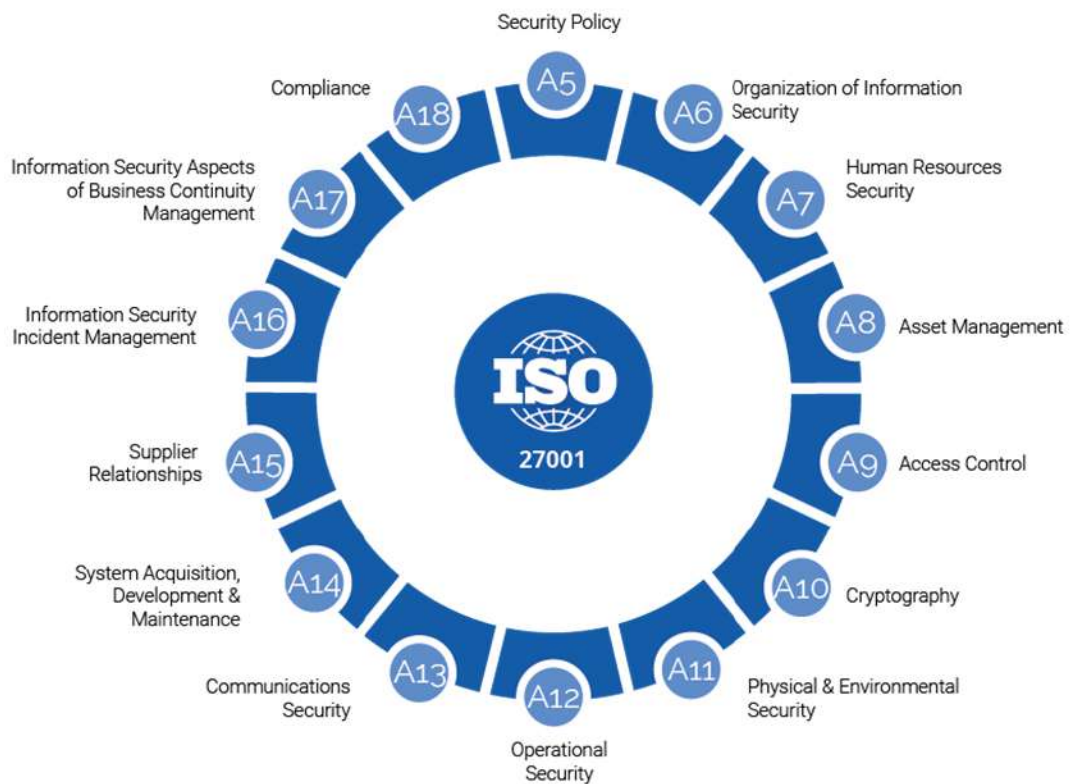 Security Policy
A5
Organization of Information
Security
A6
Human Resources
Security
A7
Asset Management
A8
Access Control
A9
Cryptography
A10
Physical & Environmental
Security
A11
Operational
Security
A12
Communications
Security
A13
System Acquisition,
Development &
Maintenance
A14
Supplier
Relationships
A15
Information Security
Incident Management
A16
Information Security Aspects
of Business Continuity
Management
A17
Compliance
A18
ISO
27001